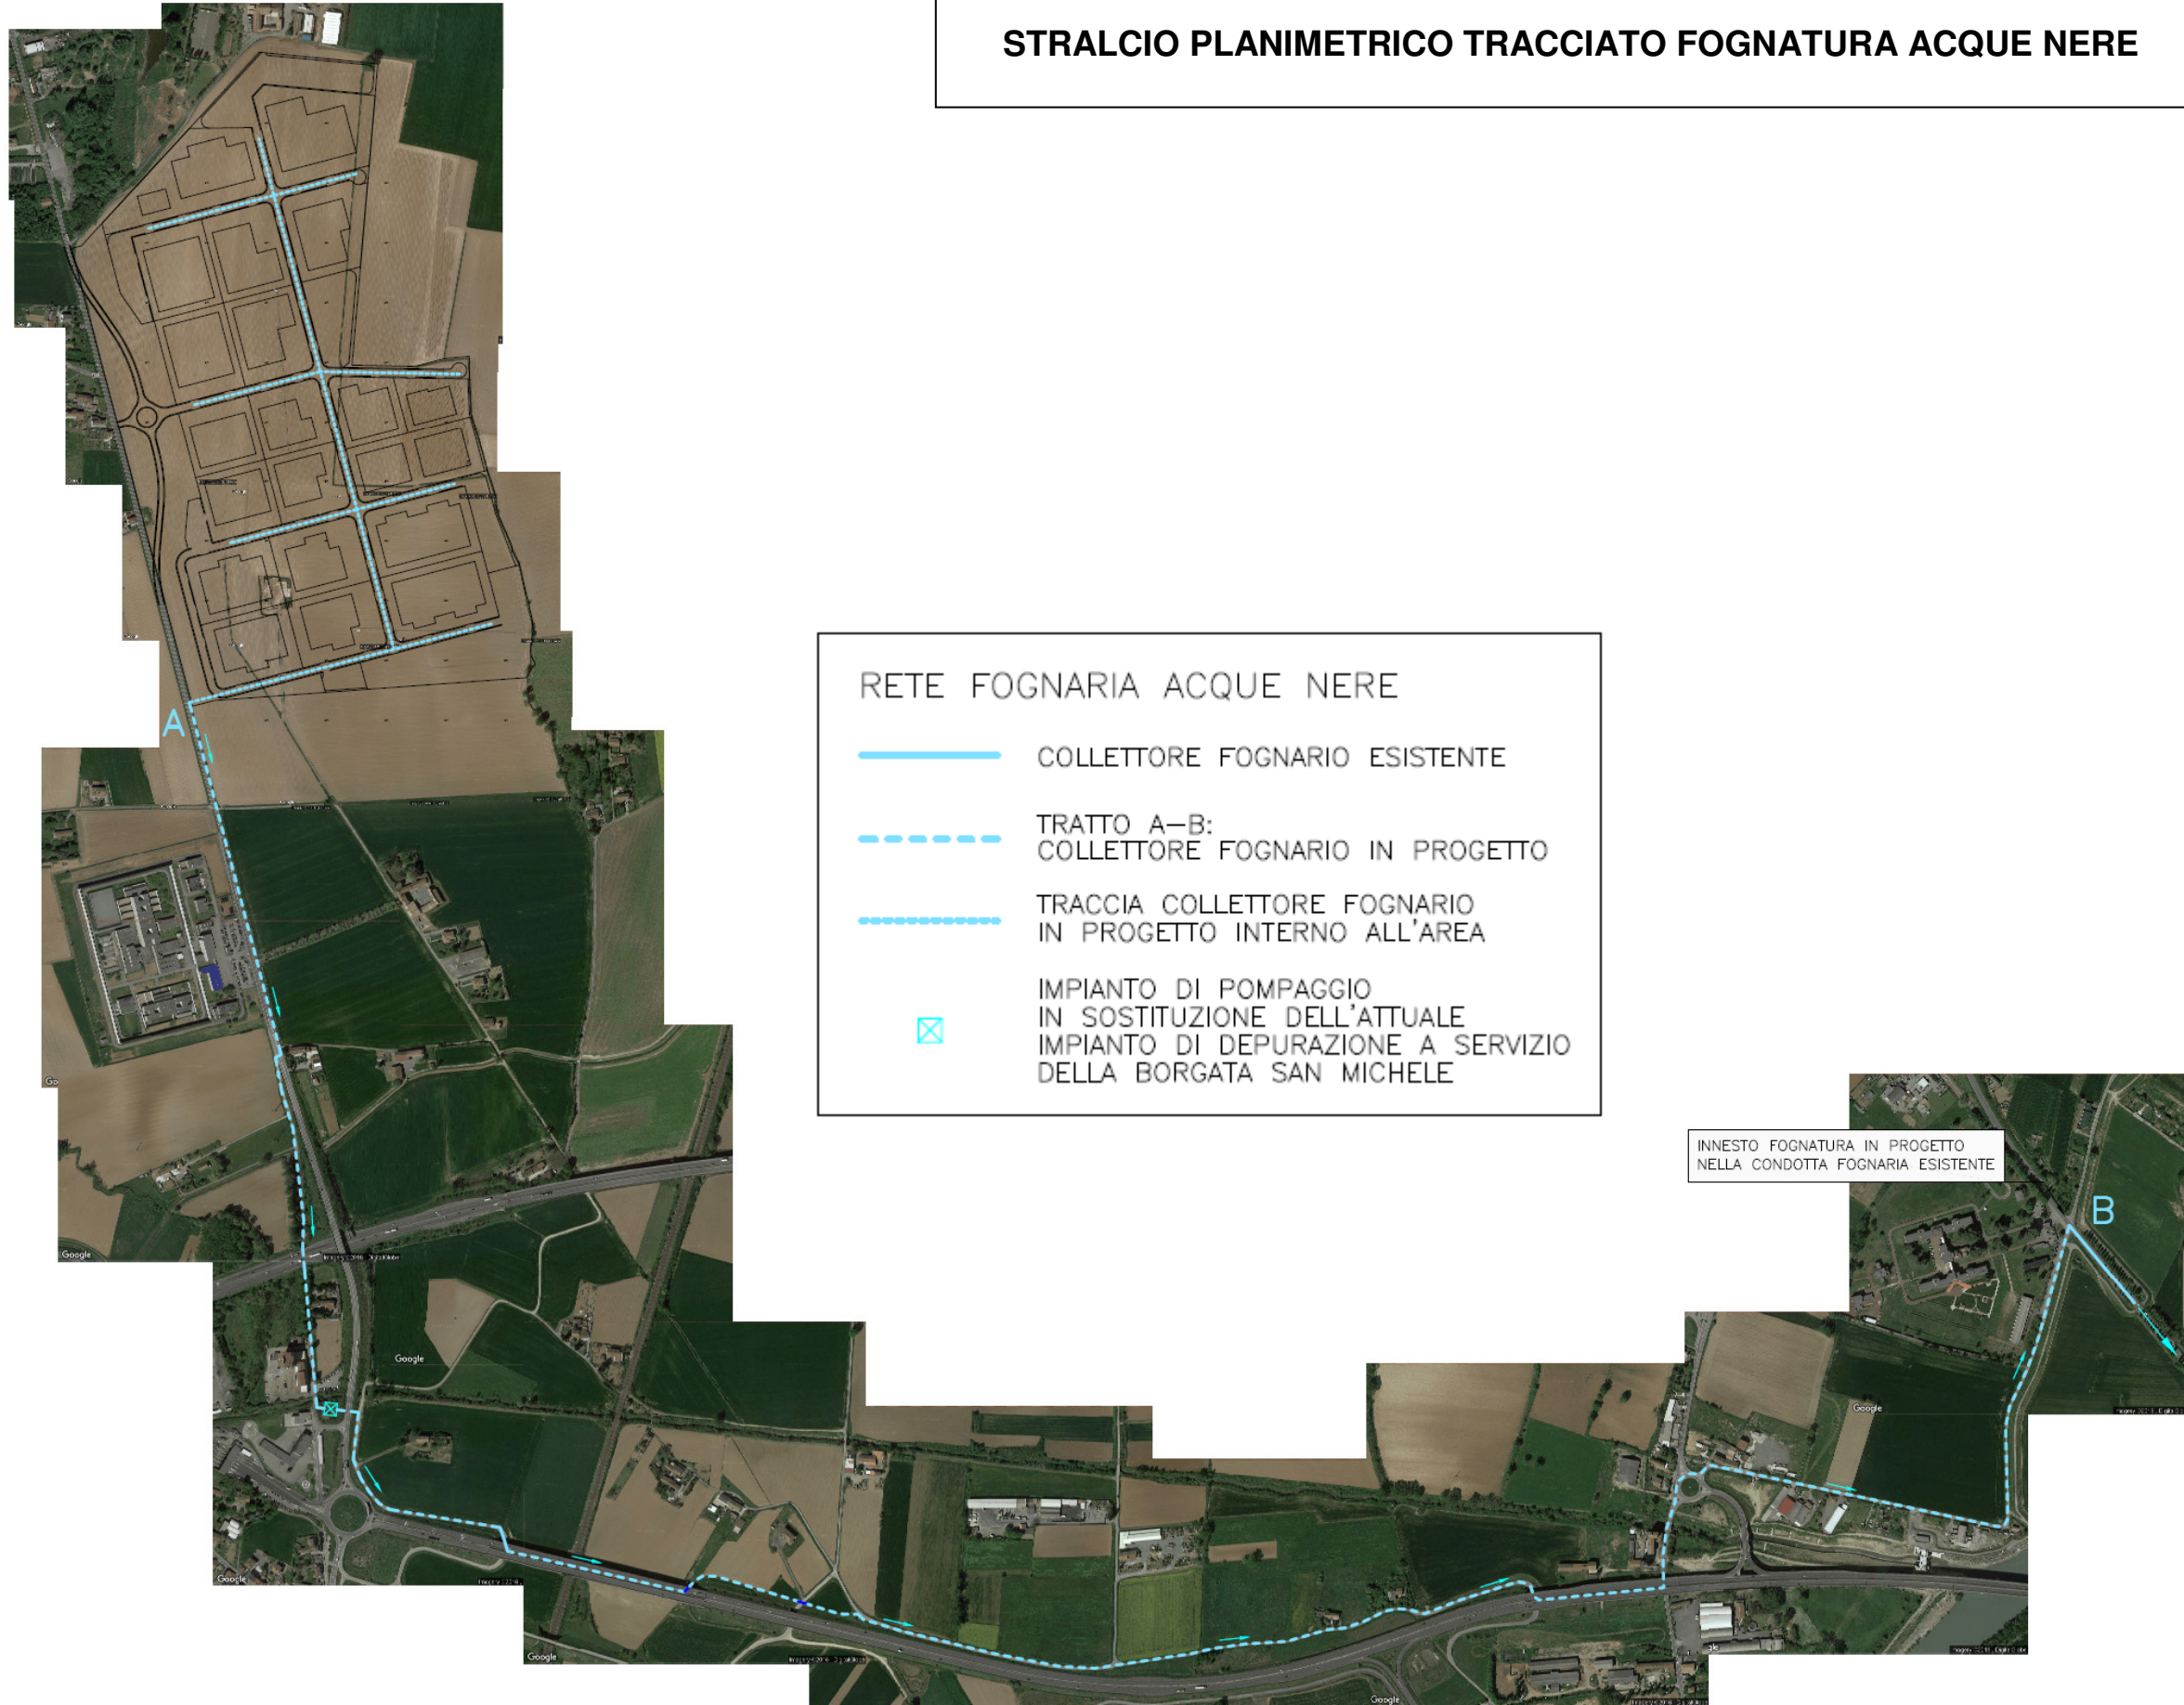 STRALCIO PLANIMETRICO TRACCIATO FOGNATURA ACQUE NERE
A
RETE FOGNARIA ACQUE NERE
COLLETTORE FOGNARIO ESISTENTE
TRATTO A–B:
COLLETTORE FOGNARIO IN PROGETTO
TRACCIA COLLETTORE FOGNARIO
IN PROGETTO INTERNO ALL'AREA
IMPIANTO DI POMPAGGIO
IN SOSTITUZIONE DELL'ATTUALE
IMPIANTO DI DEPURAZIONE A SERVIZIO
DELLA BORGATA SAN MICHELE
INNESTO FOGNATURA IN PROGETTO
NELLA CONDOTTA FOGNARIA ESISTENTE
B
Google
Google
Google
Google
Google
Google